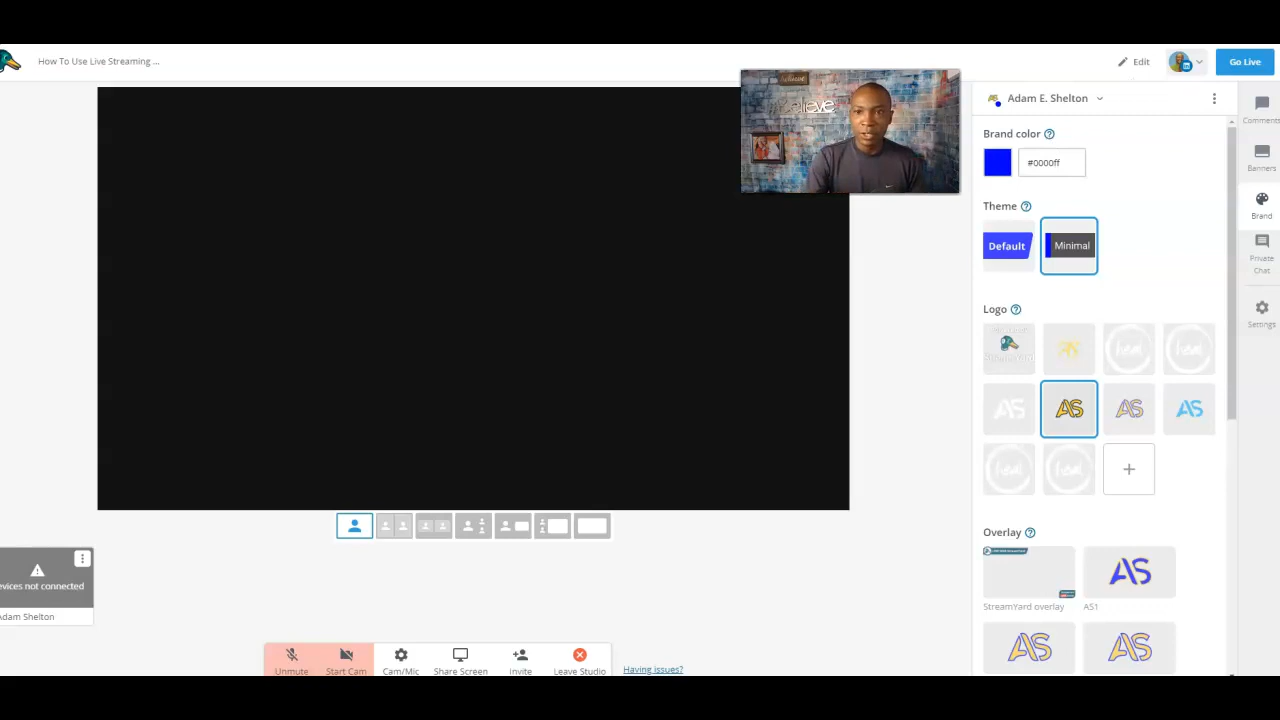 How To Use Live Streaming ...
Edit
Go Live
Adam E. Shelton
Brand color
#0000ff
Theme
Default
Minimal
Logo
AS
AS
AS
AS
Overlay
StreamYard overlay
AS
AS1
AS
AS
Comments
Banners
Brand
Private
Chat
Settings
believe
evices not connected
Adam Shelton
Unmute
Start Cam
Cam/Mic
Share Screen
Invite
Leave Studio
Having issues?